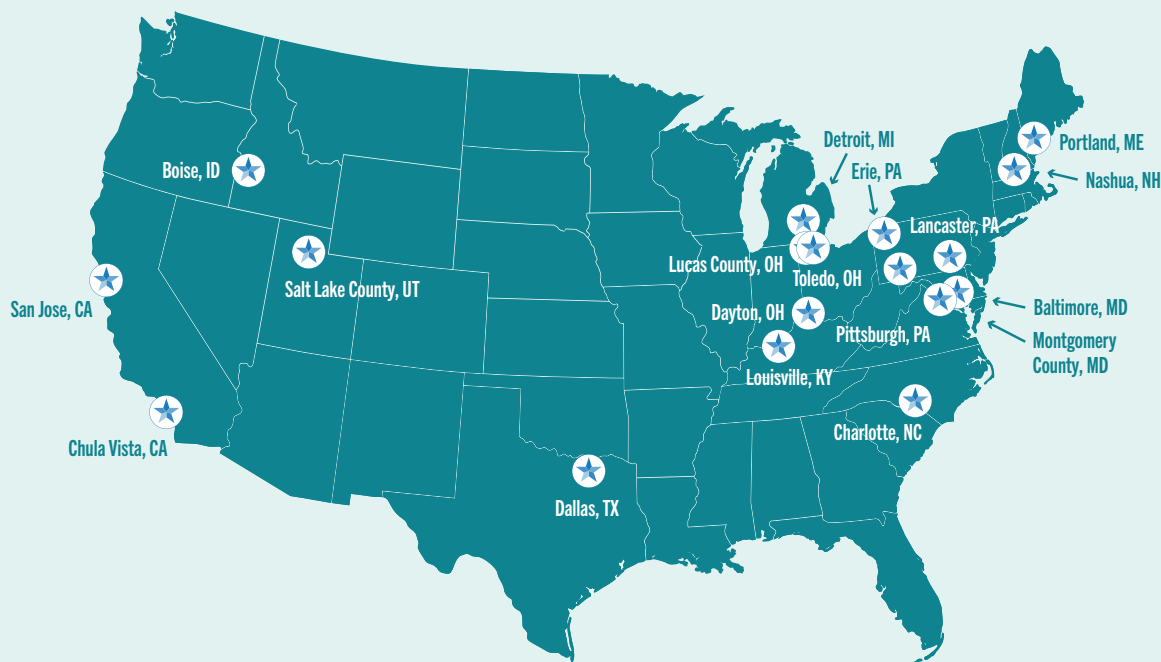 Detroit, MI
Portland, ME
Boise, ID
Erie, PA
Nashua, NH
Lancaster, PA
Lucas County, OH
Toledo, OH
Salt Lake County, UT
San Jose, CA
Dayton, OH
Baltimore, MD
Pittsburgh, PA
Montgomery
County, MD
Louisville, KY
Charlotte, NC
Chula Vista, CA
Dallas, TX